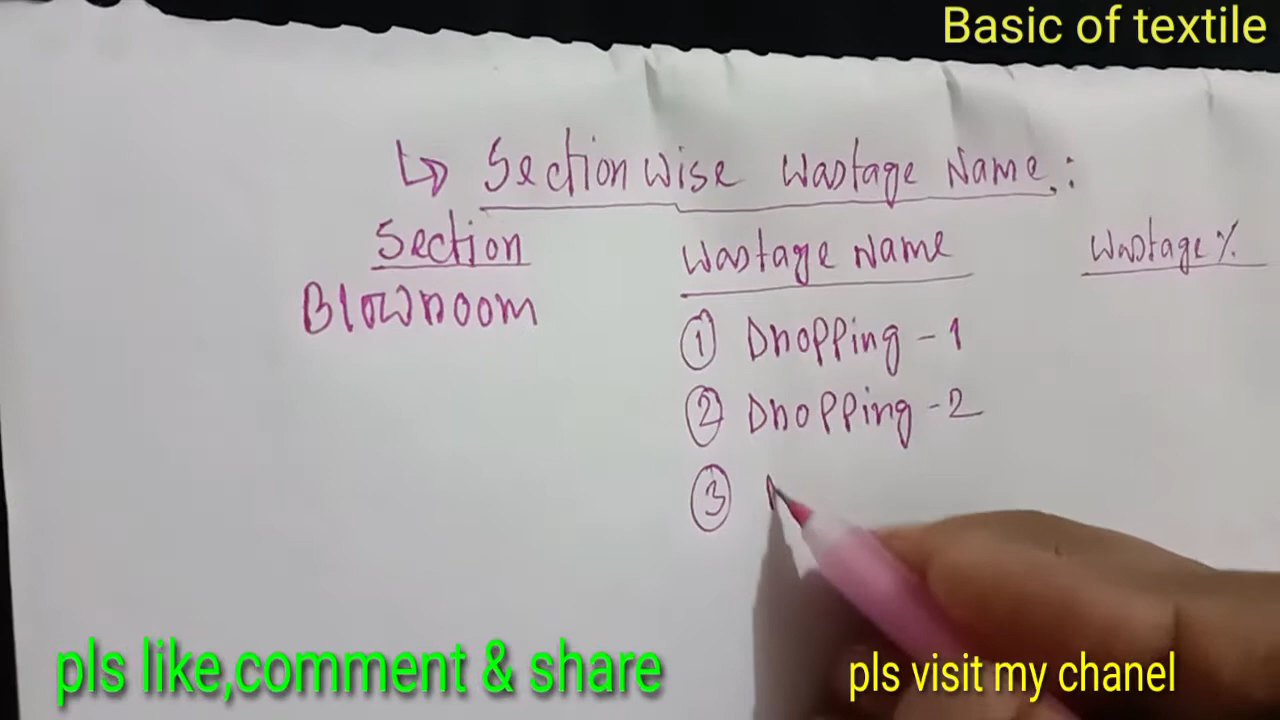 Basic of textile
↳ Section wise Wastage Name:
Section Wastage Name Wastage %
Blowroom
① Dropping - 1
② Dropping - 2
③
pls like,comment & share
pls visit my chanel